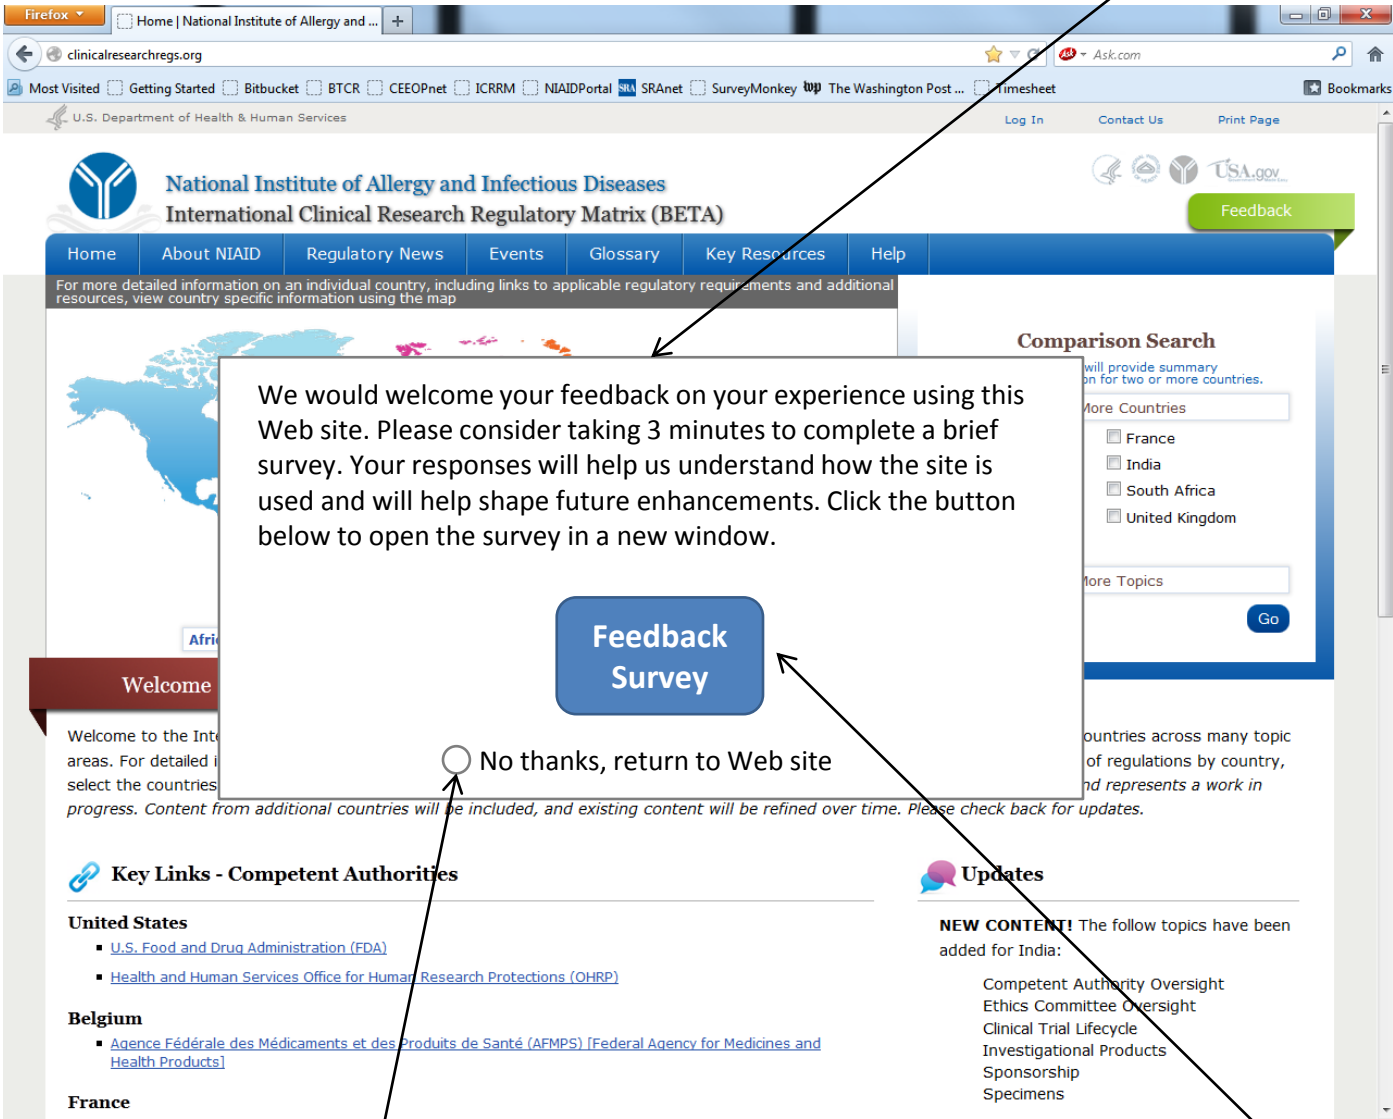 Firefox
Home | National Institute of Allergy and ... +
clinicalresearchregs.org
Ask.com
Most Visited Getting Started Bitbucket BTCR CEEOPnet ICRRM NIAIDPortal SRA SRAnet SurveyMonkey wp The Washington Post ... Timesheet Bookmarks
U.S. Department of Health & Human Services
Log In Contact Us Print Page
National Institute of Allergy and Infectious Diseases
International Clinical Research Regulatory Matrix (BETA)
USA.gov
Feedback
Home About NIAID Regulatory News Events Glossary Key Resources Help
For more detailed information on an individual country, including links to applicable regulatory requirements and additional
resources, view country specific information using the map
Comparison Search
will provide summary
on for two or more countries.
More Countries
France
India
South Africa
United Kingdom
More Topics
Go
We would welcome your feedback on your experience using this
Web site. Please consider taking 3 minutes to complete a brief
survey. Your responses will help us understand how the site is
used and will help shape future enhancements. Click the button
below to open the survey in a new window.
Feedback
Survey
No thanks, return to Web site
Afri
Welcome
Welcome to the Inte
ountries across many topic
areas. For detailed i
of regulations by country,
select the countries
nd represents a work in
progress. Content from additional countries will be included, and existing content will be refined over time. Please check back for updates.
Key Links - Competent Authorities
United States
U.S. Food and Drug Administration (FDA)
Health and Human Services Office for Human Research Protections (OHRP)
Belgium
Agence Fédérale des Médicaments et des Produits de Santé (AFMPS) [Federal Agency for Medicines and
Health Products]
France
Updates
NEW CONTENT! The follow topics have been
added for India:
Competent Authority Oversight
Ethics Committee Oversight
Clinical Trial Lifecycle
Investigational Products
Sponsorship
Specimens